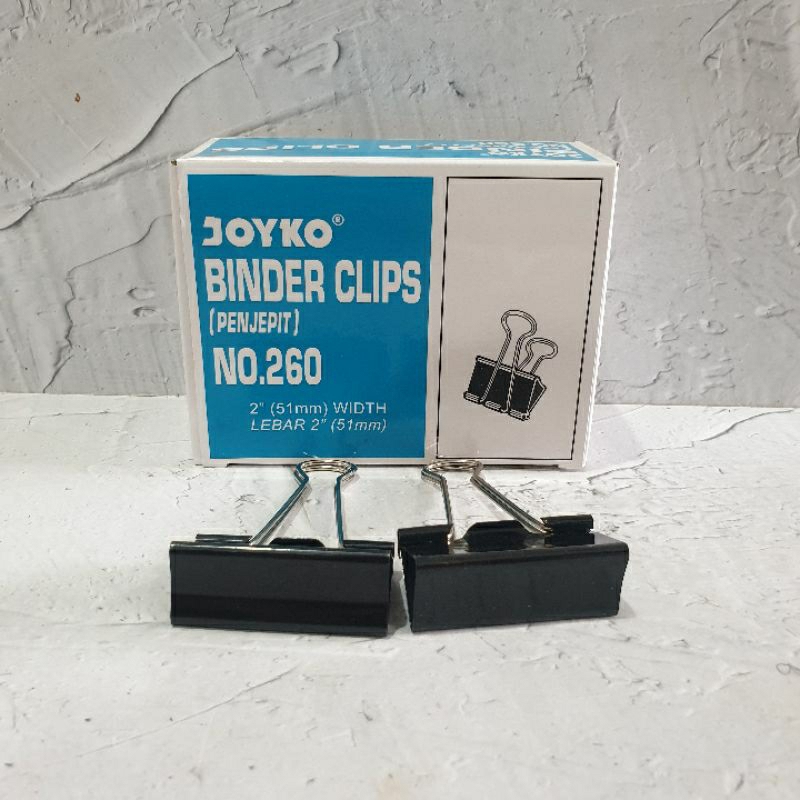 JOYKO®
BINDER CLIPS
(PENJEPIT)
NO.260
2" (51mm) WIDTH
LEBAR 2" (51mm)